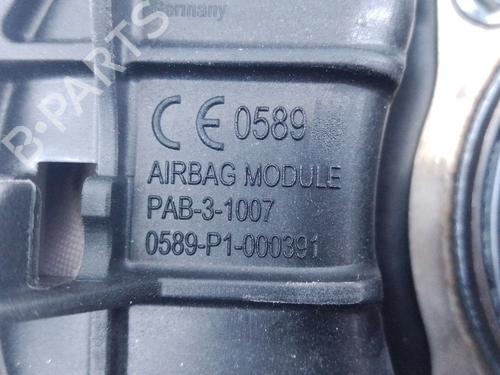 Germany
CE 0589
AIRBAG MODULE
PAB-3-1007
0589-P1-000391
B-PARTS